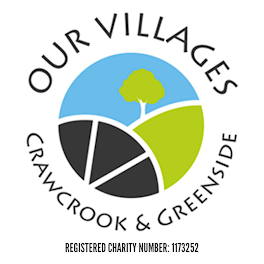 OUR VILLAGES
CRAWCROOK & GREENSIDE
REGISTERED CHARITY NUMBER: 1173252